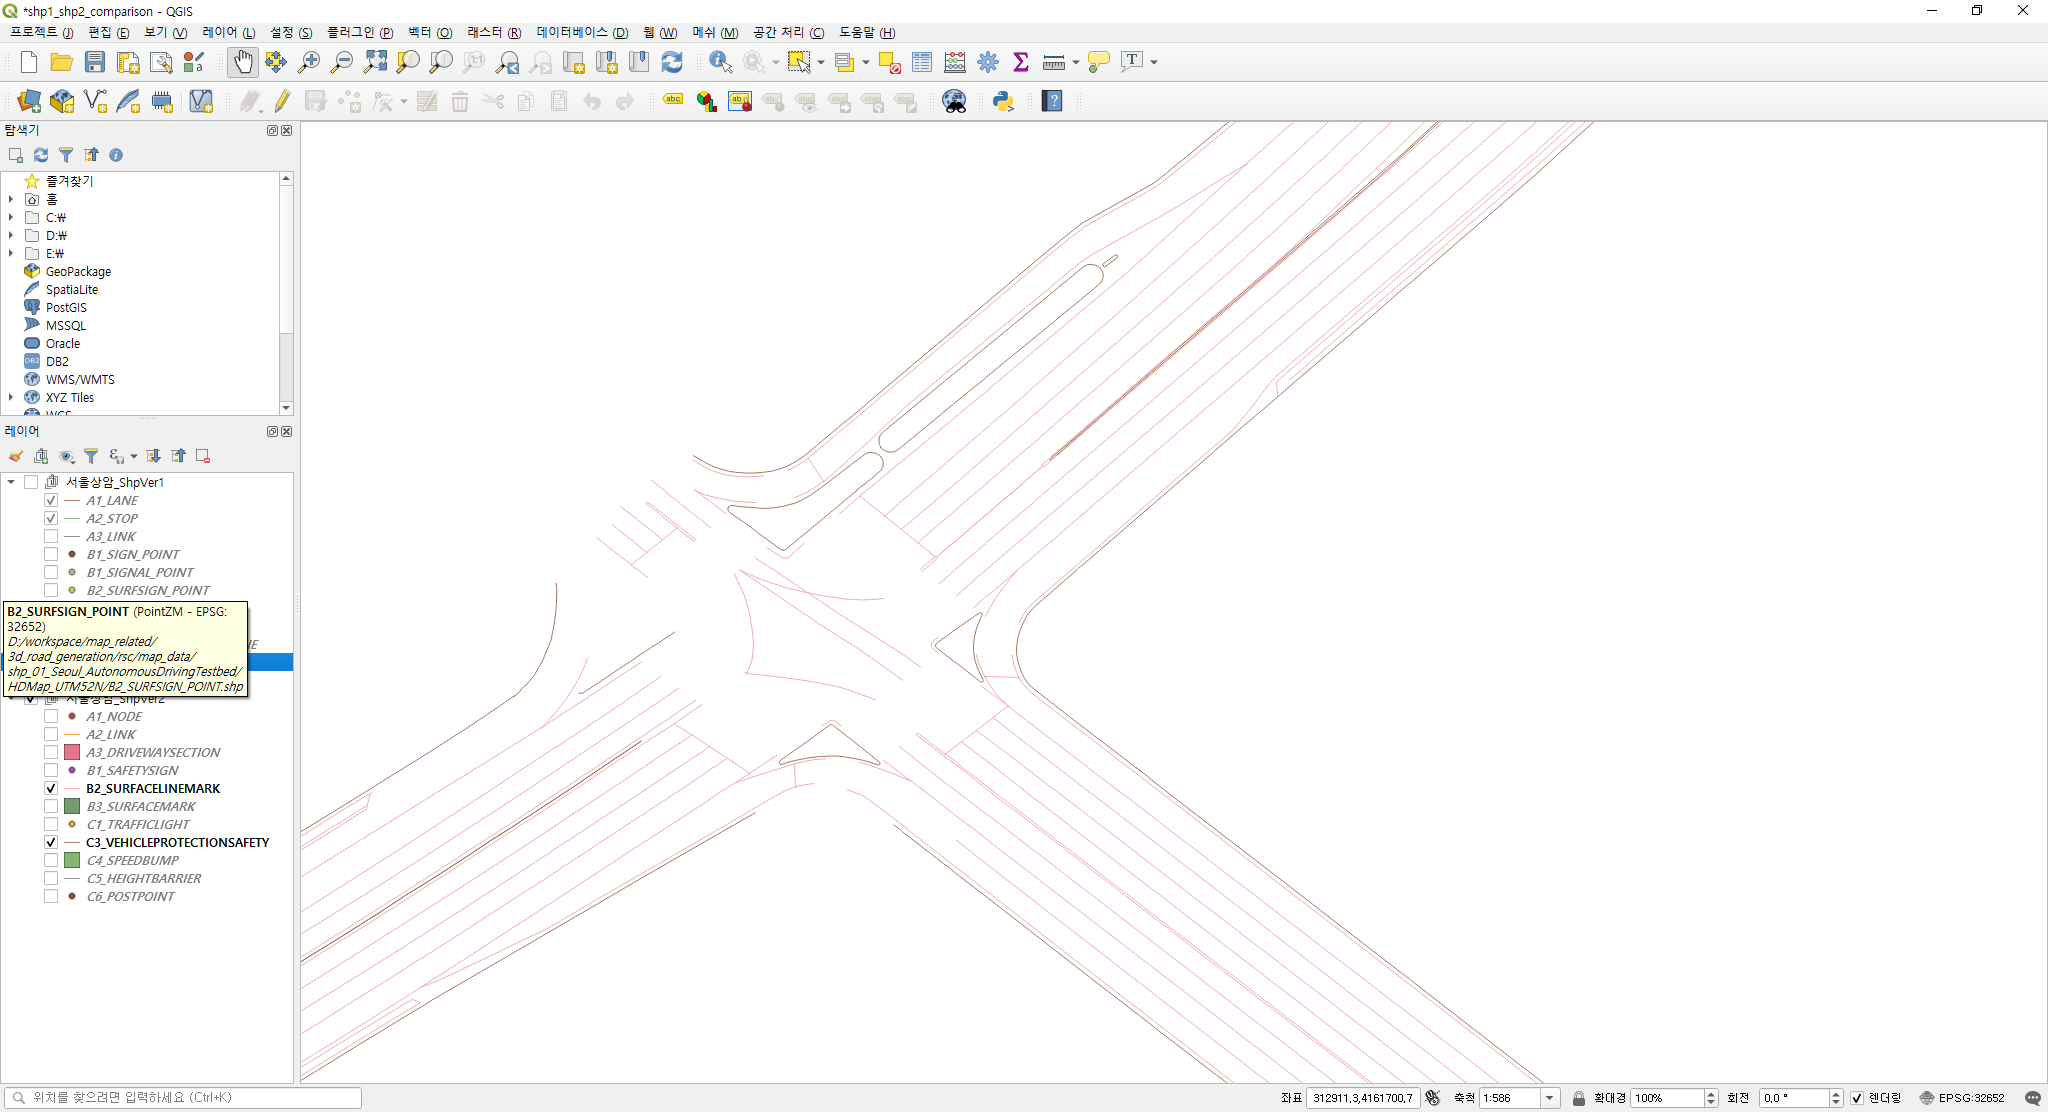 *shp1_shp2_comparison - QGIS
프로젝트 (J) 편집 (E) 보기 (V) 레이어 (L) 설정 (S) 플러그인 (P) 벡터 (O) 래스터 (R) 데이터베이스 (D) 웹 (W) 메쉬 (M) 공간 처리 (C) 도움말 (H)
탐색기
즐겨찾기
홈
C:₩
D:₩
E:₩
GeoPackage
SpatiaLite
PostGIS
MSSQL
Oracle
DB2
WMS/WMTS
XYZ Tiles
WCS
레이어
서울상암_ShpVer1
A1_LANE
A2_STOP
A3_LINK
B1_SIGN_POINT
B1_SIGNAL_POINT
B2_SURFSIGN_POINT
B2_SURFSIGN_POINT (PointZM - EPSG:
32652)
D:/workspace/map_related/
3d_road_generation/rsc/map_data/
shp_01_Seoul_AutonomousDrivingTestbed/
HDMap_UTM52N/B2_SURFSIGN_POINT.shp
서울상암_ShpVer2
A1_NODE
A2_LINK
A3_DRIVEWAYSECTION
B1_SAFETYSIGN
B2_SURFACELINEMARK
B3_SURFACEMARK
C1_TRAFFICLIGHT
C3_VEHICLEPROTECTIONSAFETY
C4_SPEEDBUMP
C5_HEIGHTBARRIER
C6_POSTPOINT
위치를 찾으려면 입력하세요 (Ctrl+K)
좌표 312911,3,4161700,7 축척 1:586 확대경 100% 회전 0,0 ° 렌더링 EPSG:32652